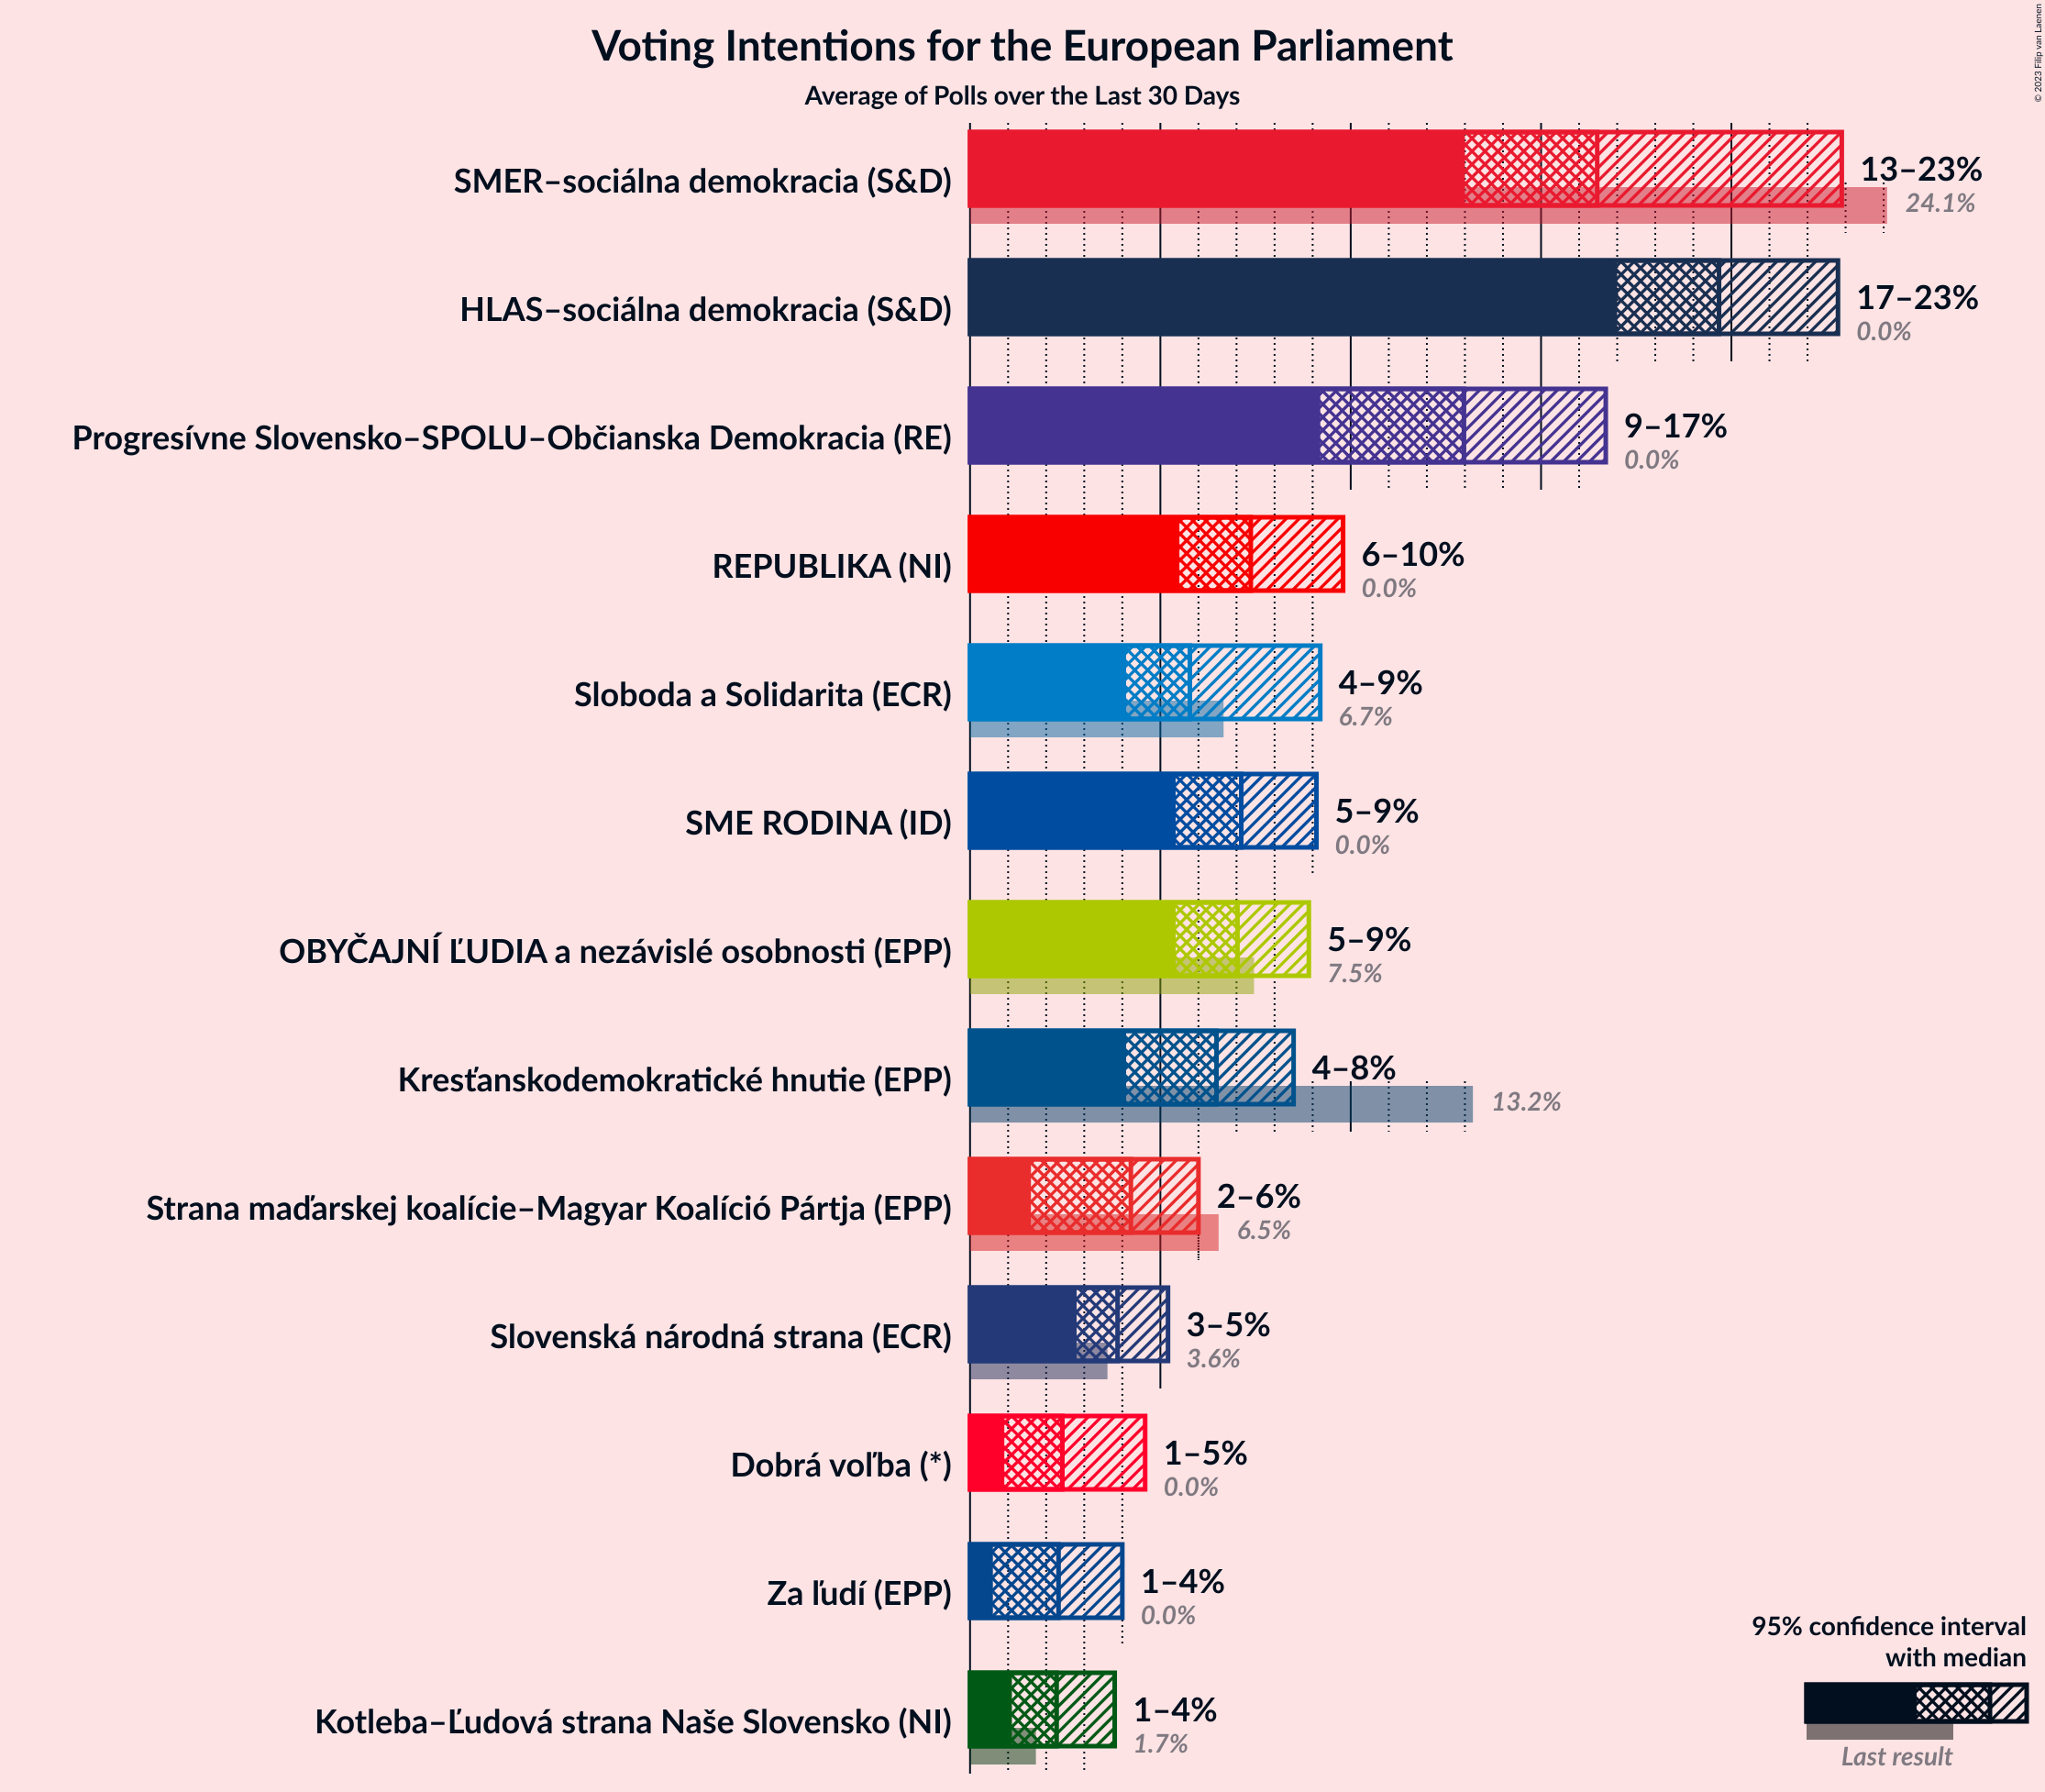 Voting Intentions for the European Parliament
Average of Polls over the Last 30 Days
© 2023 Filip van Laenen
SMER–sociálna demokracia (S&D)
13–23%
24.1%
HLAS–sociálna demokracia (S&D)
17–23%
0.0%
Progresívne Slovensko–SPOLU–Občianska Demokracia (RE)
9–17%
0.0%
REPUBLIKA (NI)
6–10%
0.0%
Sloboda a Solidarita (ECR)
4–9%
6.7%
SME RODINA (ID)
5–9%
0.0%
OBYČAJNÍ ĽUDIA a nezávislé osobnosti (EPP)
5–9%
7.5%
Kresťanskodemokratické hnutie (EPP)
4–8%
13.2%
Strana maďarskej koalície–Magyar Koalíció Pártja (EPP)
2–6%
6.5%
Slovenská národná strana (ECR)
3–5%
3.6%
Dobrá voľba (*)
1–5%
0.0%
Za ľudí (EPP)
1–4%
0.0%
Kotleba–Ľudová strana Naše Slovensko (NI)
1–4%
1.7%
95% confidence interval
with median
Last result